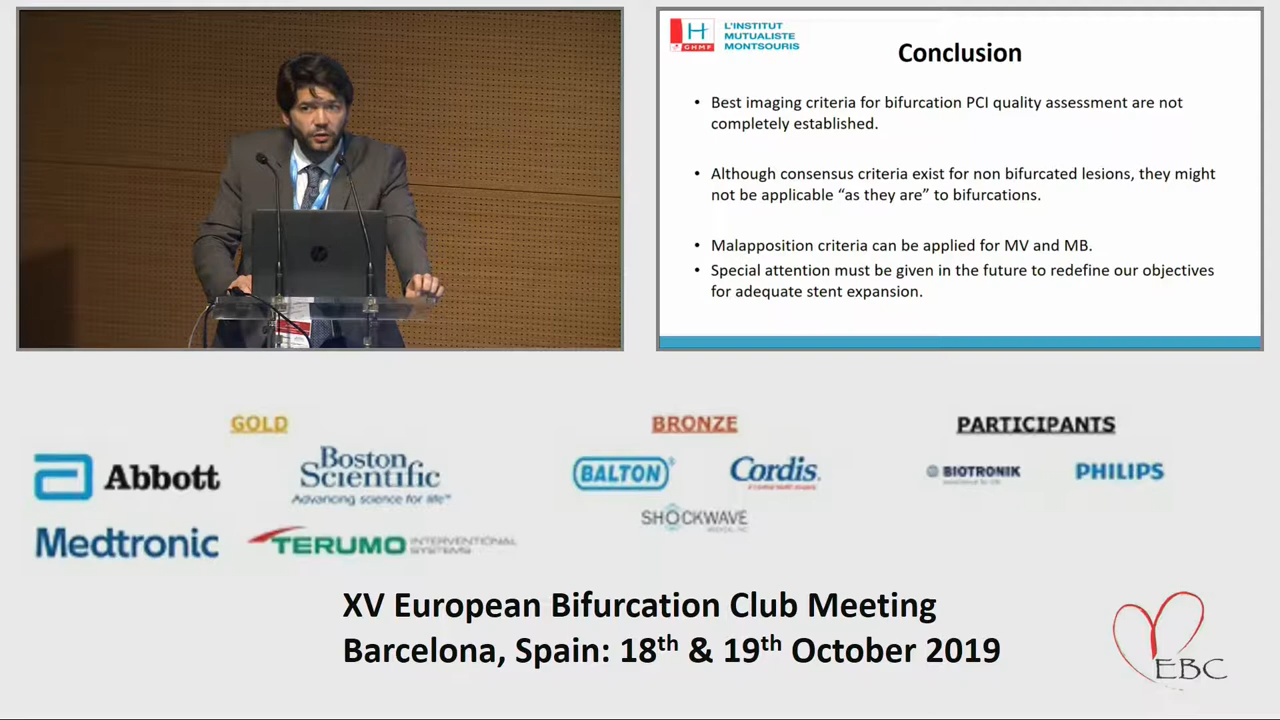 L'INSTITUT
MUTUALISTE
MONTSOURIS
GHMF
Conclusion
• Best imaging criteria for bifurcation PCI quality assessment are not
completely established.
• Although consensus criteria exist for non bifurcated lesions, they might
not be applicable “as they are” to bifurcations.
• Malapposition criteria can be applied for MV and MB.
• Special attention must be given in the future to redefine our objectives
for adequate stent expansion.
hp
GOLD
BRONZE
PARTICIPANTS
Abbott
Boston
Scientific
Advancing science for life™
BALTON®
Cordis.
BIOTRONIK
PHILIPS
SHOCKWAVE
Medtronic
TERUMO INTERVENTIONAL
SYSTEMS
XV European Bifurcation Club Meeting
Barcelona, Spain: 18th & 19th October 2019
EBC